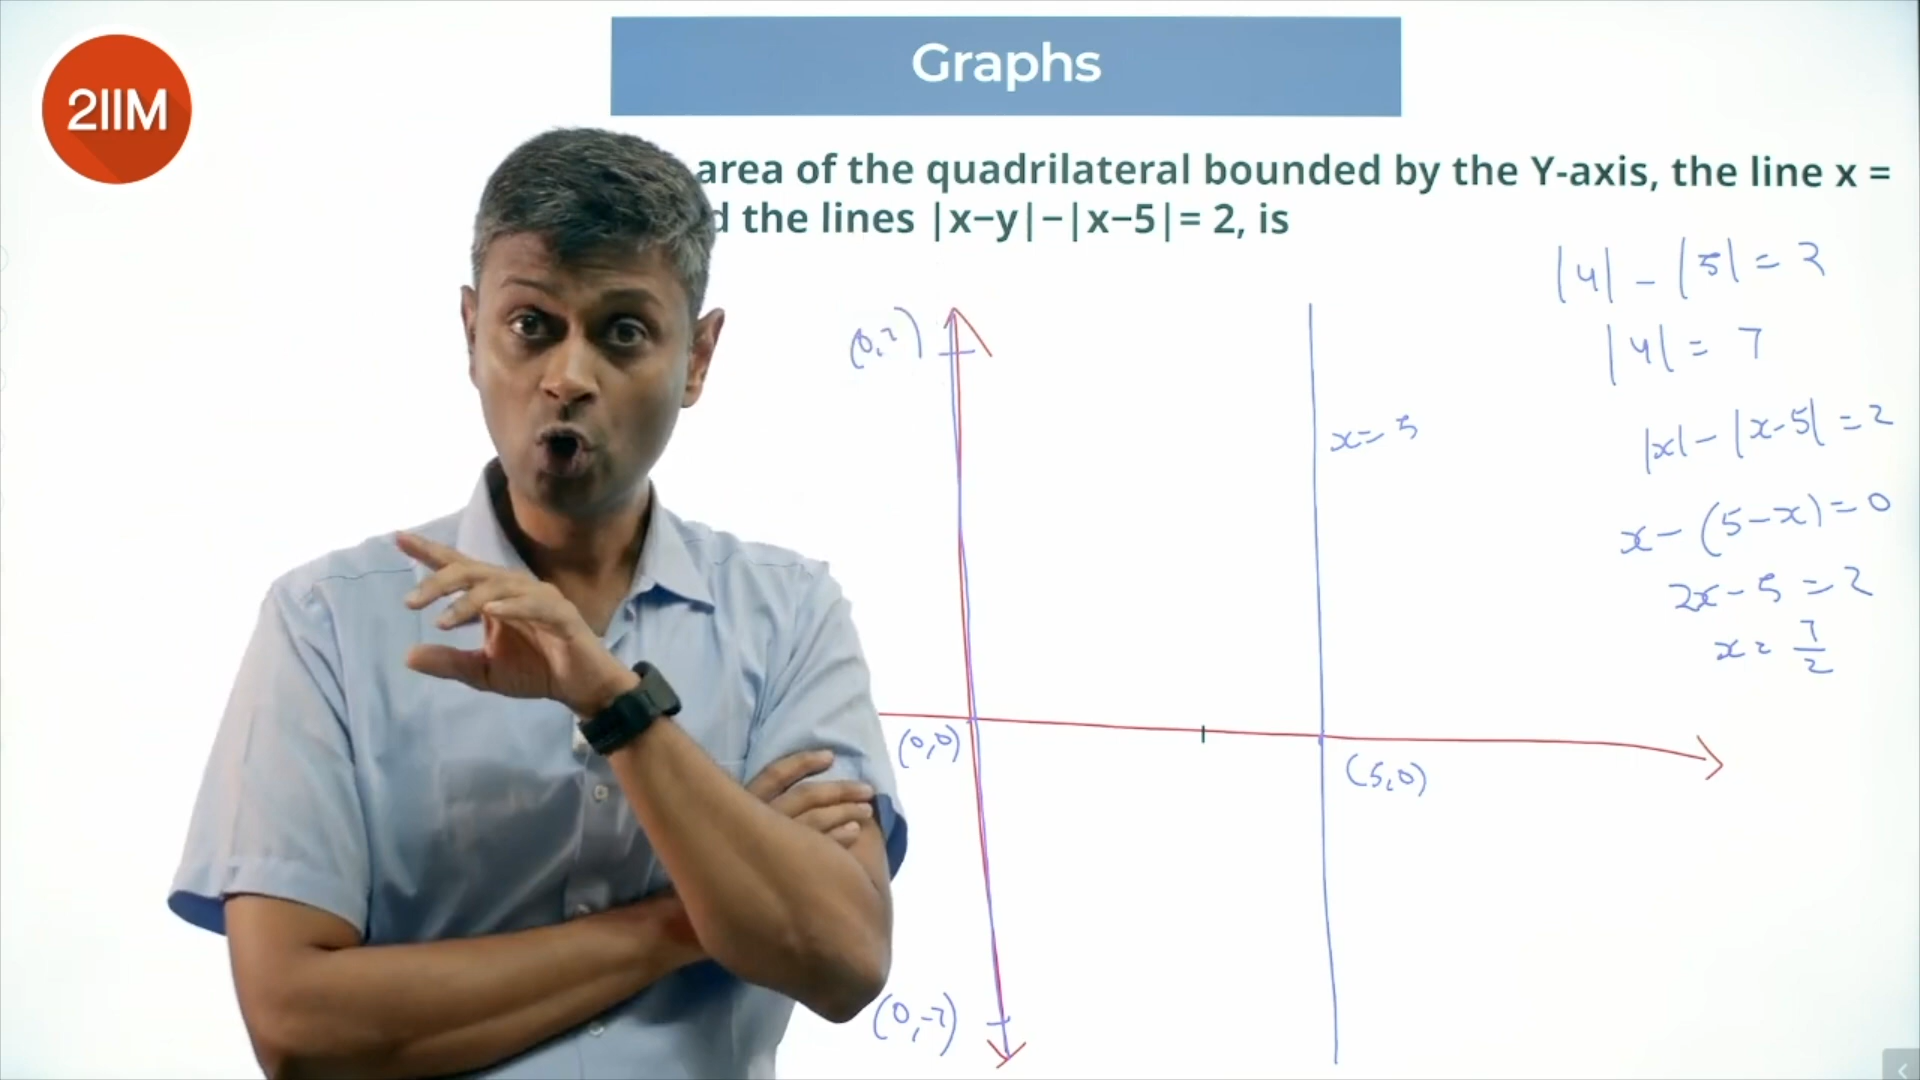 2IIM
Graphs
area of the quadrilateral bounded by the Y-axis, the line x =
d the lines |x−y|−|x−5|= 2, is
|y| - |5| = 2
|y| = 7
|x| - |x-5| = 2
x - (5-x) = 0
2x - 5 = 2
x = 7/2
(0,7)
x = 5
(0,0)
(5,0)
(0,-7)